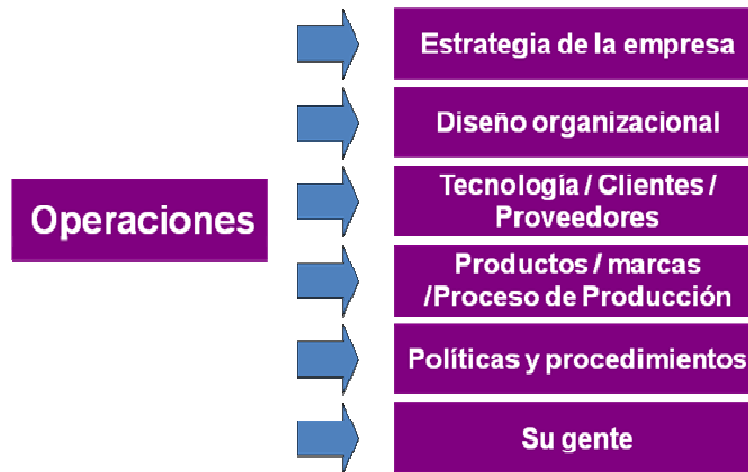 Operaciones
Estrategia de la empresa
Diseño organizacional
Tecnología / Clientes /
Proveedores
Productos / marcas
/Proceso de Producción
Políticas y procedimientos
Su gente